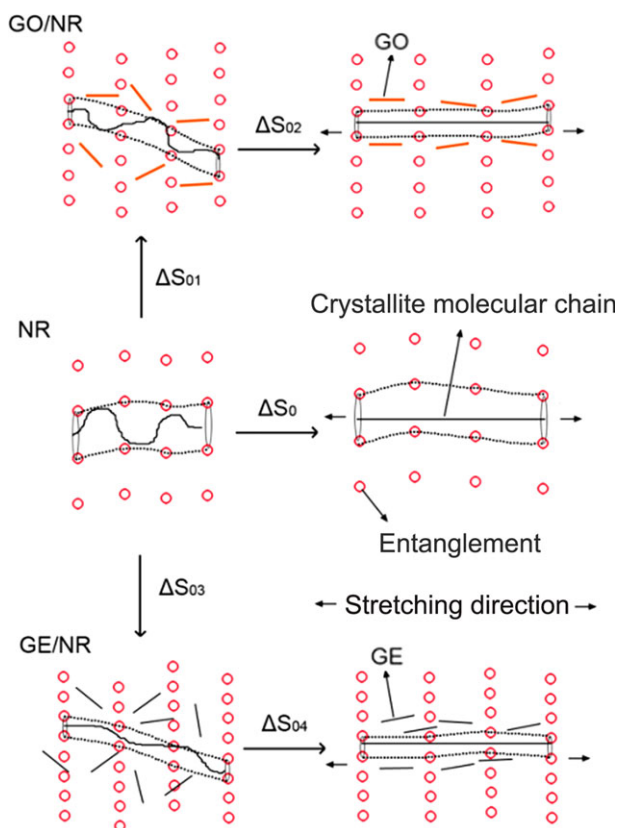 GO/NR
GO
ΔS02
ΔS01
Crystallite molecular chain
NR
ΔS0
Entanglement
ΔS03
Stretching direction
GE/NR
GE
ΔS04